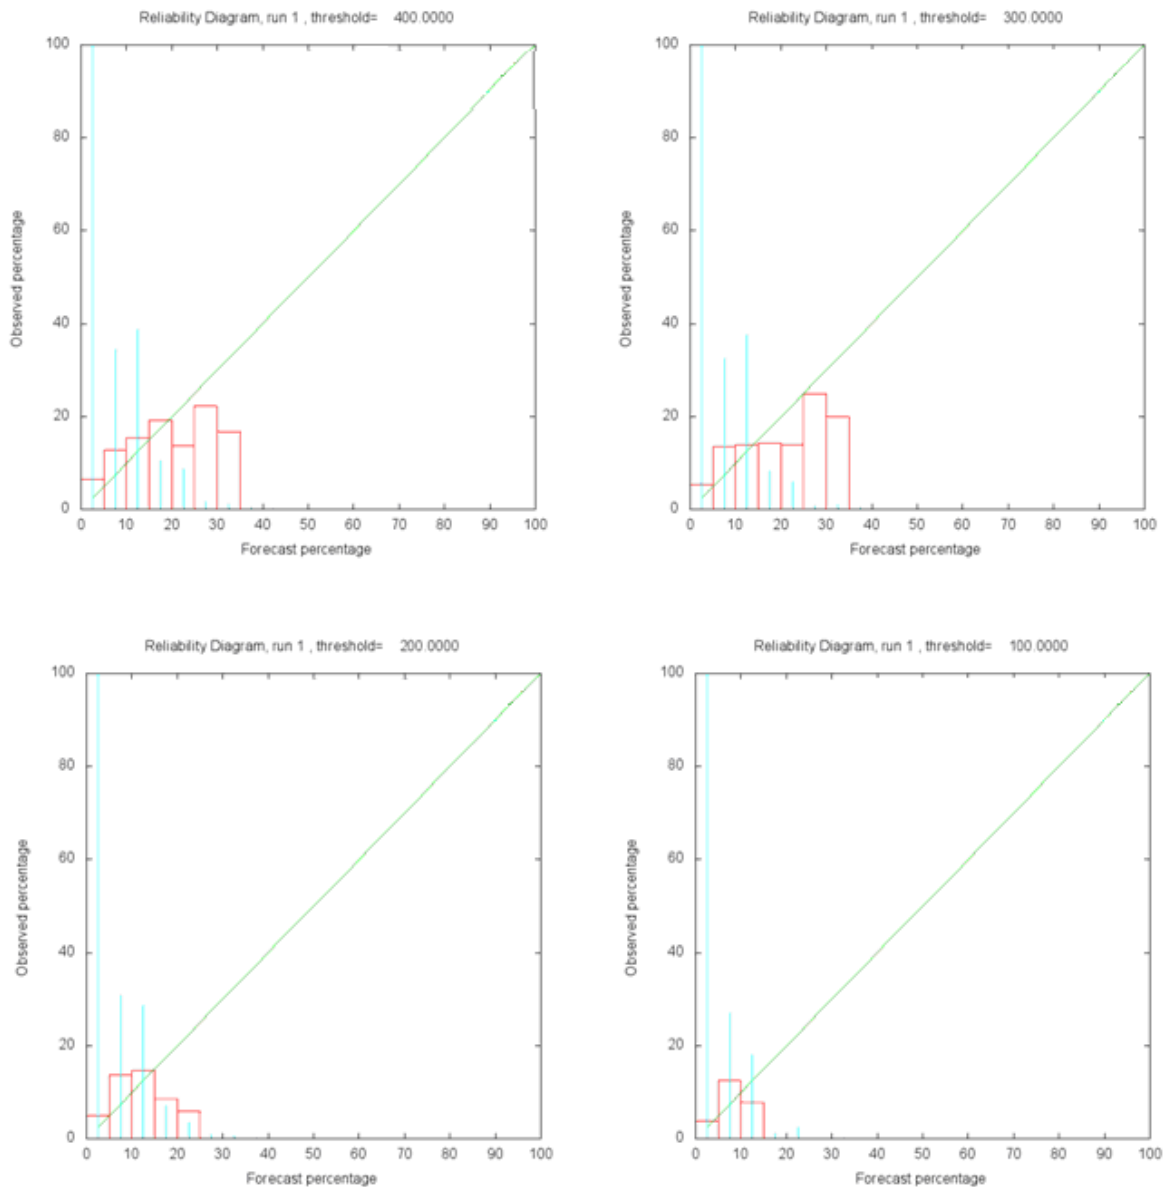 Reliability Diagram, run 1 , threshold= 400.0000
100
80
60
40
20
0
Observed percentage
0 10 20 30 40 50 60 70 80 90 100
Forecast percentage
Reliability Diagram, run 1 , threshold= 300.0000
100
80
60
40
20
0
Observed percentage
0 10 20 30 40 50 60 70 80 90 100
Forecast percentage
Reliability Diagram, run 1 , threshold= 200.0000
100
80
60
40
20
0
Observed percentage
0 10 20 30 40 50 60 70 80 90 100
Forecast percentage
Reliability Diagram, run 1 , threshold= 100.0000
100
80
60
40
20
0
Observed percentage
0 10 20 30 40 50 60 70 80 90 100
Forecast percentage